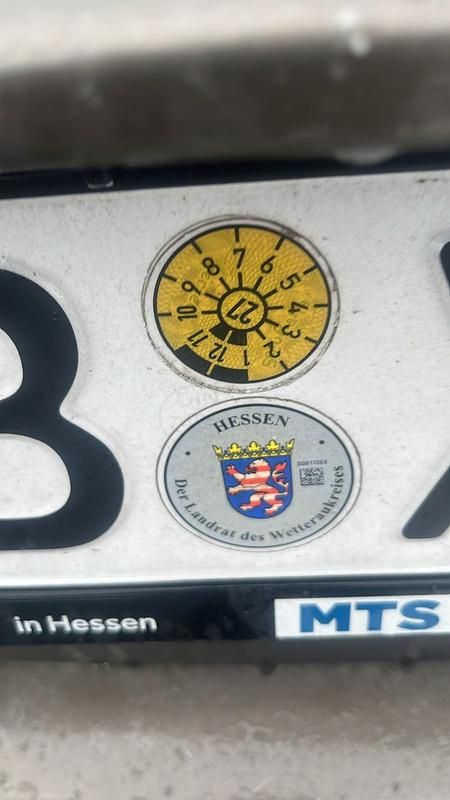 B
7
8 6
9 5
10 27 4
11 3
12 1 2
HESSEN
Der Landrat des Wetteraukreises
in Hessen
MTS